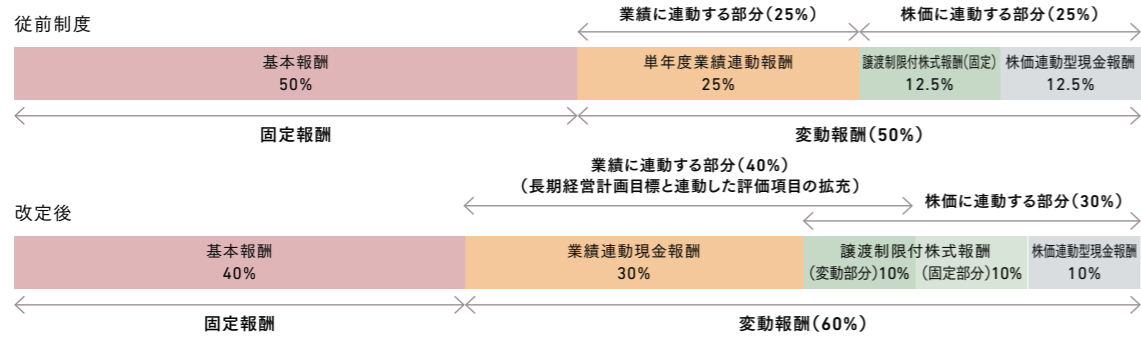 従前制度
業績に連動する部分（25%）
株価に連動する部分（25%）
基本報酬
50%
単年度業績連動報酬
25%
譲渡制限付株式報酬(固定)
12.5%
株価連動型現金報酬
12.5%
固定報酬
変動報酬（50%）
改定後
業績に連動する部分（40%）
（長期経営計画目標と連動した評価項目の拡充）
株価に連動する部分（30%）
基本報酬
40%
業績連動現金報酬
30%
譲渡制限付株式報酬
(変動部分)10%
(固定部分)10%
株価連動型現金報酬
10%
固定報酬
変動報酬（60%）